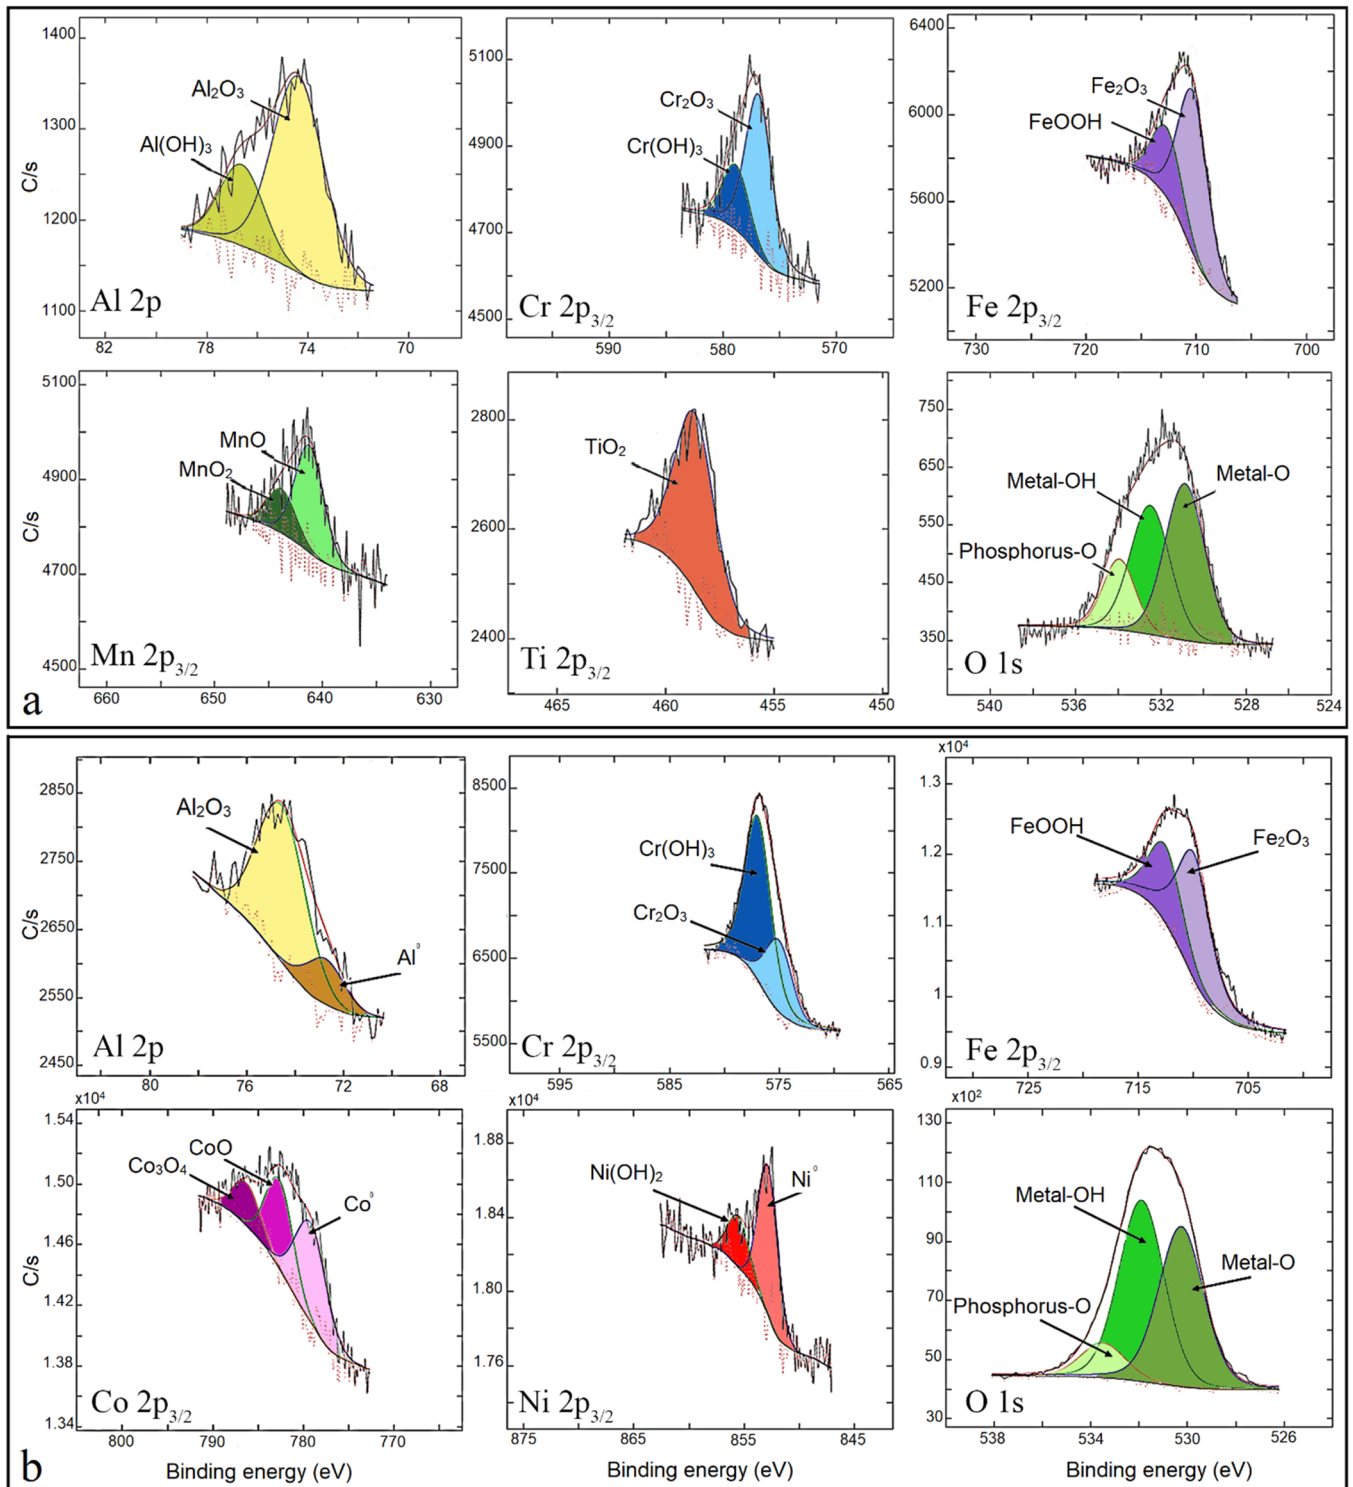 1400
1300
1200
1100
C/s
Al₂O₃
Al(OH)₃
Al 2p
82 78 74 70
5100
4900
4700
4500
Cr₂O₃
Cr(OH)₃
Cr 2p3/2
590 580 570
6400
6000
5600
5200
Fe₂O₃
FeOOH
Fe 2p3/2
730 720 710 700
5100
4900
4700
4500
C/s
MnO
MnO₂
Mn 2p3/2
660 650 640 630
2800
2600
2400
TiO₂
Ti 2p3/2
465 460 455 450
750
650
550
450
350
Metal-OH
Metal-O
Phosphorus-O
O 1s
540 536 532 528 524
a
2850
2750
2650
2550
2450
C/s
Al₂O₃
Al⁰
Al 2p
80 76 72 68
8500
7500
6500
5500
Cr(OH)₃
Cr₂O₃
Cr 2p3/2
595 585 575 565
x10⁴
1.3
1.2
1.1
1
0.9
FeOOH
Fe₂O₃
Fe 2p3/2
725 715 705
x10⁴
1.54
1.50
1.46
1.42
1.38
1.34
C/s
CoO
Co₃O₄
Co⁰
Co 2p3/2
800 790 780 770
Binding energy (eV)
x10⁴
1.88
1.84
1.80
1.76
Ni(OH)₂
Ni⁰
Ni 2p3/2
875 865 855 845
Binding energy (eV)
x10²
130
110
90
70
50
30
Metal-OH
Metal-O
Phosphorus-O
O 1s
538 534 530 526
Binding energy (eV)
b